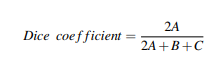 Dice coefficient = 2A / 2A + B + C